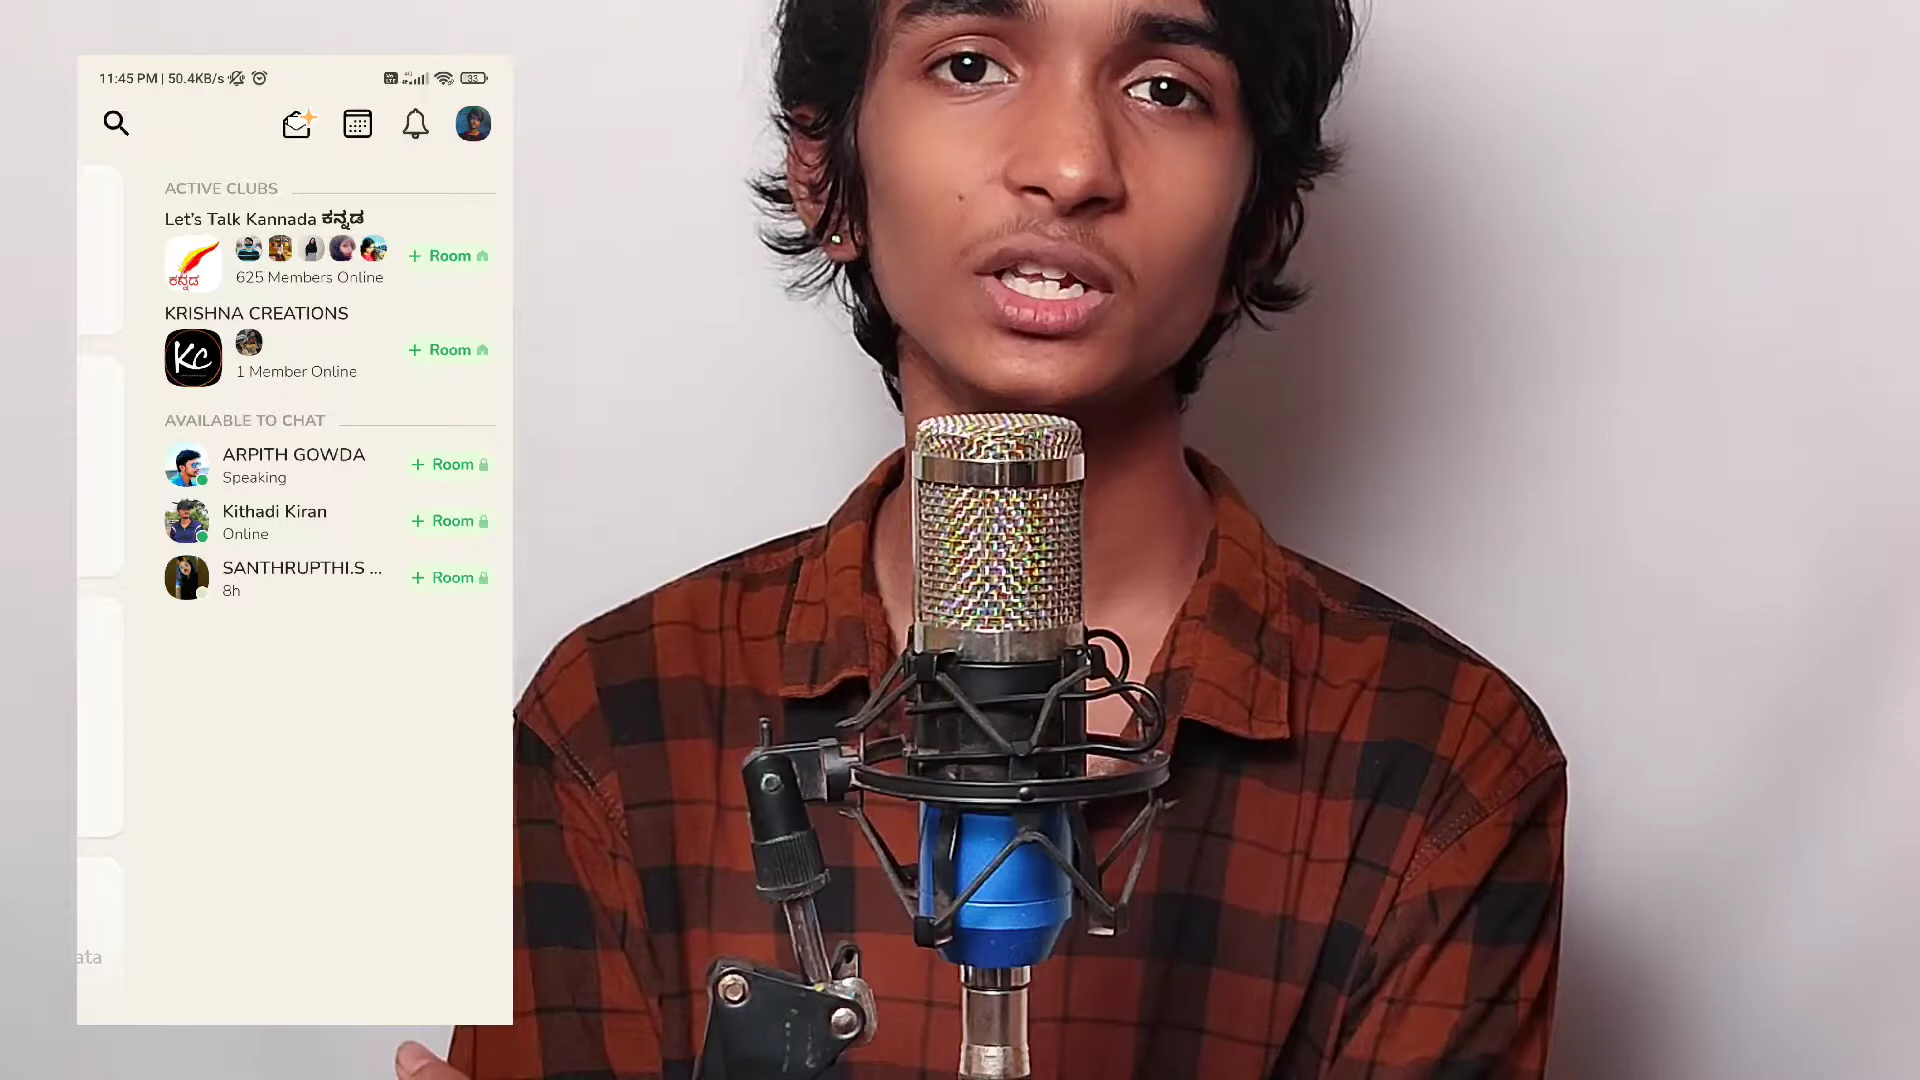 11:45 PM | 50.4KB/s
33
ACTIVE CLUBS
Let's Talk Kannada ಕನ್ನಡ
ಕನ್ನಡ
+ Room
625 Members Online
KRISHNA CREATIONS
KC
+ Room
1 Member Online
AVAILABLE TO CHAT
ARPITH GOWDA
Speaking
+ Room
Kithadi Kiran
Online
+ Room
SANTHRUPTHI.S ...
8h
+ Room
ata